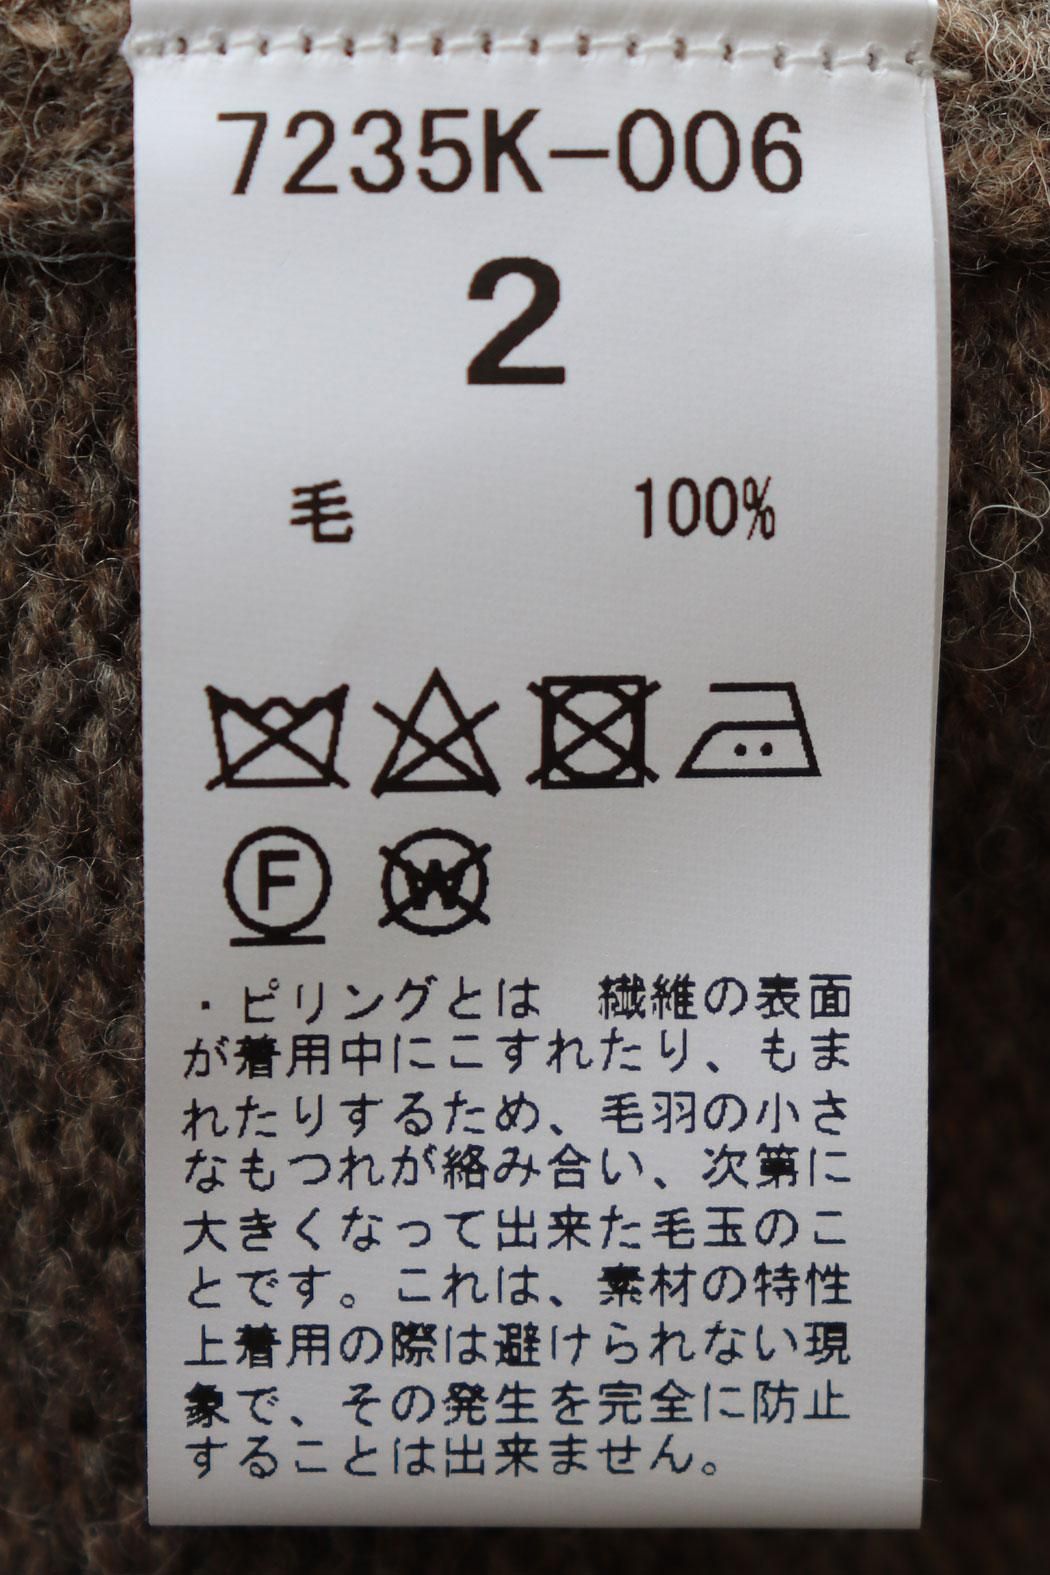 7235K-006
2
毛 100%
F W
・ピリングとは 繊維の表面
が着用中にこすれたり、もま
れたりするため、毛羽の小さ
なもつれが絡み合い、次第に
大きくなって出来た毛玉のこ
とです。これは、素材の特性
上着用の際は避けられない現
象で、その発生を完全に防止
することは出来ません。